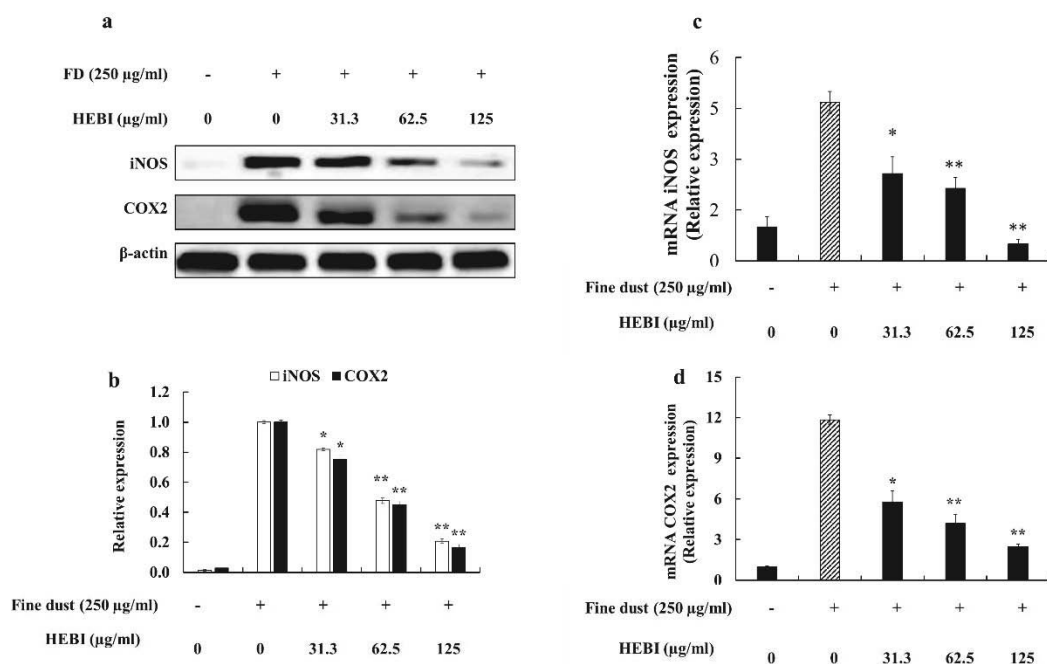 a
FD (250 µg/ml) - + + + +
HEBI (µg/ml) 0 0 31.3 62.5 125
iNOS
COX2
β-actin
b
iNOS COX2
Relative expression
1.2
1.0
0.8
0.6
0.4
0.2
0.0
* *
** **
** **
Fine dust (250 µg/ml) - + + + +
HEBI (µg/ml) 0 0 31.3 62.5 125
c
mRNA iNOS expression
(Relative expression)
6
5
3
2
0
*
**
**
Fine dust (250 µg/ml) - + + + +
HEBI (µg/ml) 0 0 31.3 62.5 125
d
mRNA COX2 expression
(Relative expression)
15
12
9
6
3
0
*
**
**
Fine dust (250 µg/ml) - + + + +
HEBI (µg/ml) 0 0 31.3 62.5 125